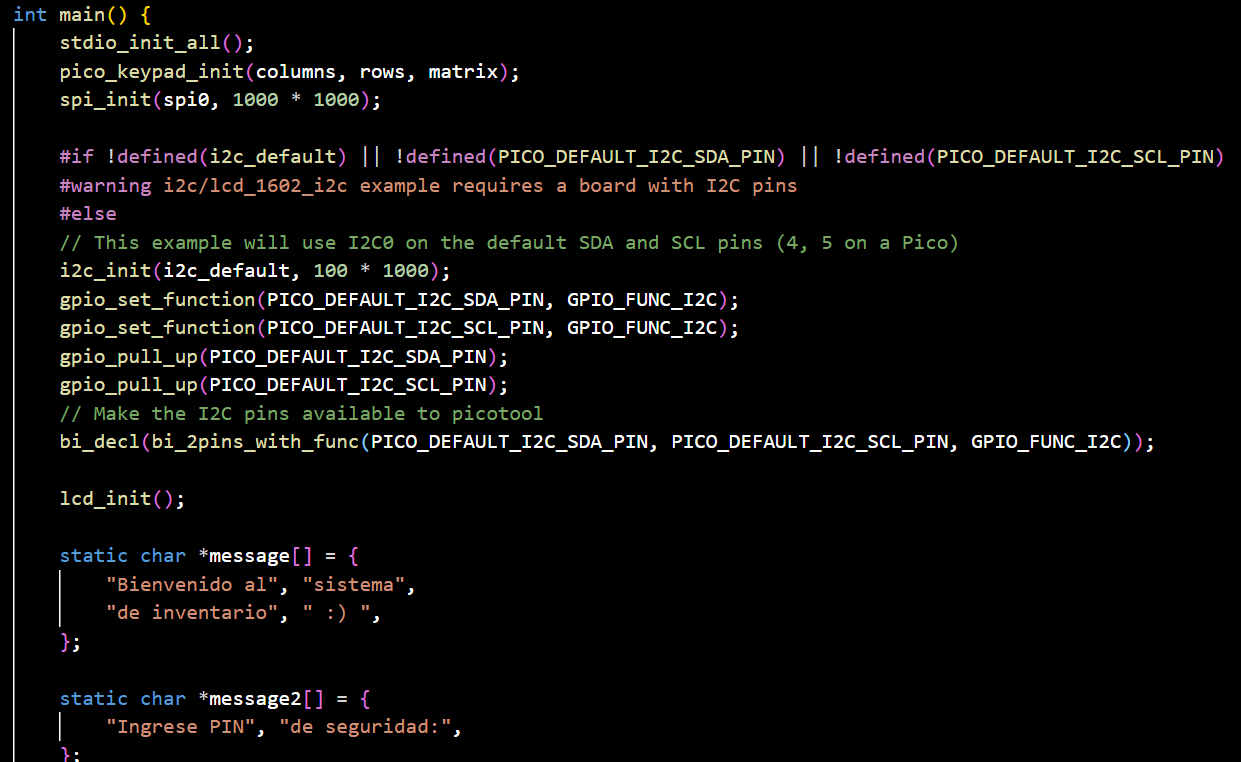 int main() {
    stdio_init_all();
    pico_keypad_init(columns, rows, matrix);
    spi_init(spi0, 1000 * 1000);

    #if !defined(i2c_default) || !defined(PICO_DEFAULT_I2C_SDA_PIN) || !defined(PICO_DEFAULT_I2C_SCL_PIN)
    #warning i2c/lcd_1602_i2c example requires a board with I2C pins
    #else
    // This example will use I2C0 on the default SDA and SCL pins (4, 5 on a Pico)
    i2c_init(i2c_default, 100 * 1000);
    gpio_set_function(PICO_DEFAULT_I2C_SDA_PIN, GPIO_FUNC_I2C);
    gpio_set_function(PICO_DEFAULT_I2C_SCL_PIN, GPIO_FUNC_I2C);
    gpio_pull_up(PICO_DEFAULT_I2C_SDA_PIN);
    gpio_pull_up(PICO_DEFAULT_I2C_SCL_PIN);
    // Make the I2C pins available to picotool
    bi_decl(bi_2pins_with_func(PICO_DEFAULT_I2C_SDA_PIN, PICO_DEFAULT_I2C_SCL_PIN, GPIO_FUNC_I2C));

    lcd_init();

    static char *message[] = {
        "Bienvenido al", "sistema",
        "de inventario", " :) ",
    };

    static char *message2[] = {
        "Ingrese PIN", "de seguridad:",
    };